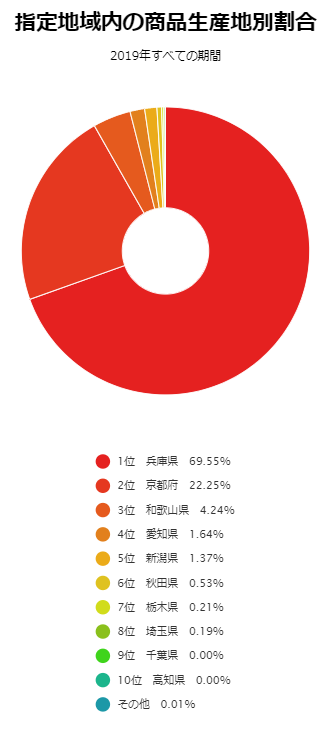 指定地域内の商品生産地別割合
2019年すべての期間
1位 兵庫県 69.55%
2位 京都府 22.25%
3位 和歌山県 4.24%
4位 愛知県 1.64%
5位 新潟県 1.37%
6位 秋田県 0.53%
7位 栃木県 0.21%
8位 埼玉県 0.19%
9位 千葉県 0.00%
10位 高知県 0.00%
その他 0.01%